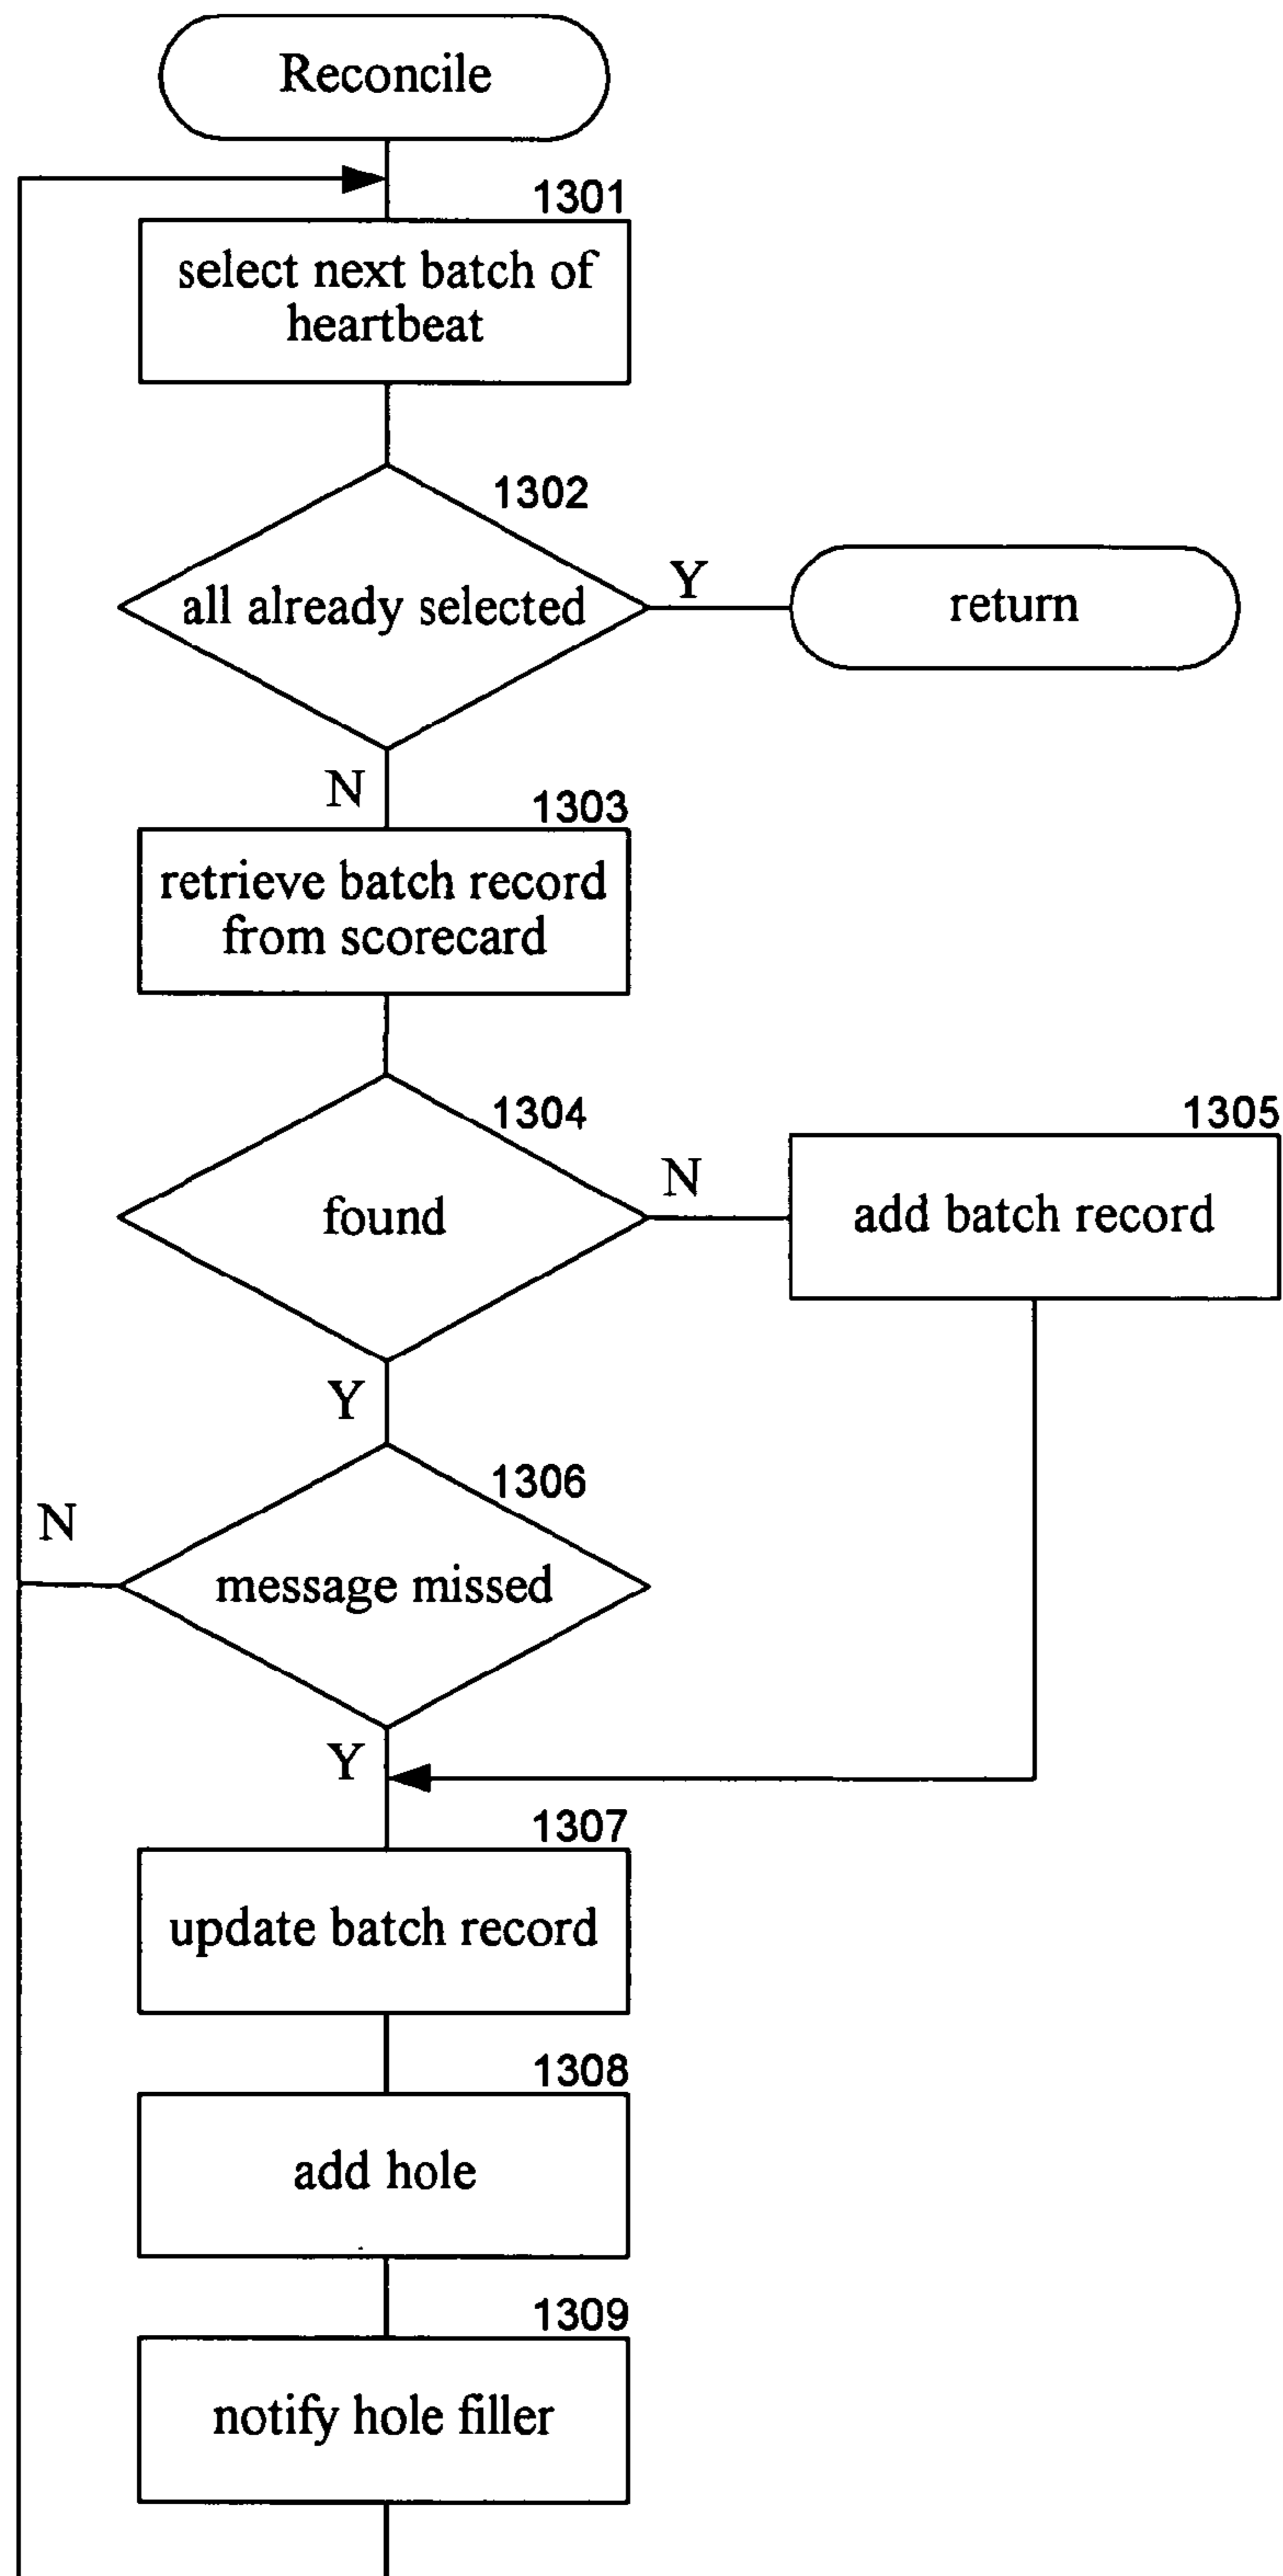 Reconcile
1301
select next batch of
heartbeat
1302
all already selected
Y
return
N
1303
retrieve batch record
from scorecard
1304
found
N
1305
add batch record
Y
1306
message missed
N
Y
1307
update batch record
1308
add hole
1309
notify hole filler